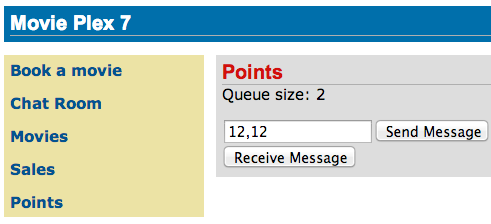 Movie Plex 7
Book a movie
Chat Room
Movies
Sales
Points
Points
Queue size: 2
12,12
Send Message
Receive Message